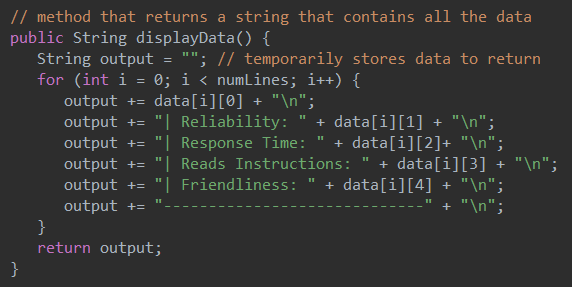 // method that returns a string that contains all the data
public String displayData() {
   String output = ""; // temporarily stores data to return
   for (int i = 0; i < numLines; i++) {
      output += data[i][0] + "\n";
      output += "| Reliability: " + data[i][1] + "\n";
      output += "| Response Time: " + data[i][2]+ "\n";
      output += "| Reads Instructions: " + data[i][3] + "\n";
      output += "| Friendliness: " + data[i][4] + "\n";
      output += "-----------------------------" + "\n";
   }
   return output;
}